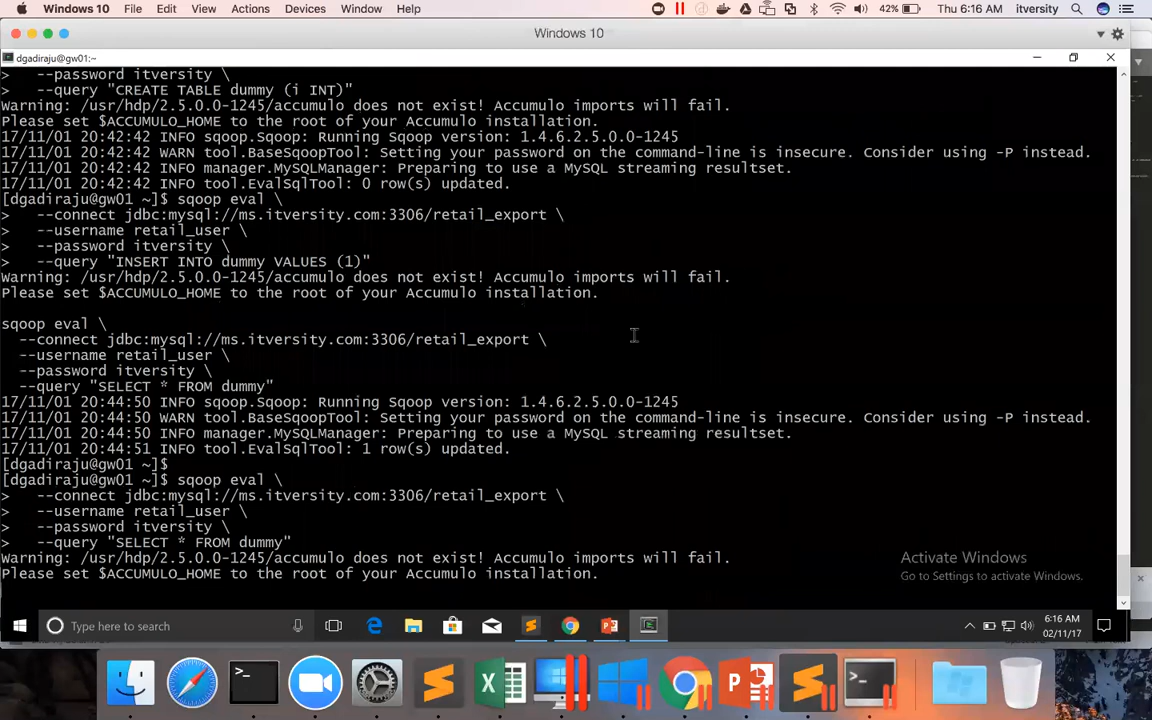 Windows 10 File Edit View Actions Devices Window Help 42% Thu 6:16 AM itversity
Windows 10
dgadiraju@gw01:~
>   --password itversity \
>   --query "CREATE TABLE dummy (i INT)"
Warning: /usr/hdp/2.5.0.0-1245/accumulo does not exist! Accumulo imports will fail.
Please set $ACCUMULO_HOME to the root of your Accumulo installation.
17/11/01 20:42:42 INFO sqoop.Sqoop: Running Sqoop version: 1.4.6.2.5.0.0-1245
17/11/01 20:42:42 WARN tool.BaseSqoopTool: Setting your password on the command-line is insecure. Consider using -P instead.
17/11/01 20:42:42 INFO manager.MySQLManager: Preparing to use a MySQL streaming resultset.
17/11/01 20:42:42 INFO tool.EvalSqlTool: 0 row(s) updated.
[dgadiraju@gw01 ~]$ sqoop eval \
>   --connect jdbc:mysql://ms.itversity.com:3306/retail_export \
>   --username retail_user \
>   --password itversity \
>   --query "INSERT INTO dummy VALUES (1)"
Warning: /usr/hdp/2.5.0.0-1245/accumulo does not exist! Accumulo imports will fail.
Please set $ACCUMULO_HOME to the root of your Accumulo installation.
sqoop eval \
  --connect jdbc:mysql://ms.itversity.com:3306/retail_export \
  --username retail_user \
  --password itversity \
  --query "SELECT * FROM dummy"
17/11/01 20:44:50 INFO sqoop.Sqoop: Running Sqoop version: 1.4.6.2.5.0.0-1245
17/11/01 20:44:50 WARN tool.BaseSqoopTool: Setting your password on the command-line is insecure. Consider using -P instead.
17/11/01 20:44:50 INFO manager.MySQLManager: Preparing to use a MySQL streaming resultset.
17/11/01 20:44:51 INFO tool.EvalSqlTool: 1 row(s) updated.
[dgadiraju@gw01 ~]$
[dgadiraju@gw01 ~]$ sqoop eval \
>   --connect jdbc:mysql://ms.itversity.com:3306/retail_export \
>   --username retail_user \
>   --password itversity \
>   --query "SELECT * FROM dummy"
Warning: /usr/hdp/2.5.0.0-1245/accumulo does not exist! Accumulo imports will fail.
Please set $ACCUMULO_HOME to the root of your Accumulo installation.
Activate Windows
Go to Settings to activate Windows.
Type here to search
6:16 AM
02/11/17